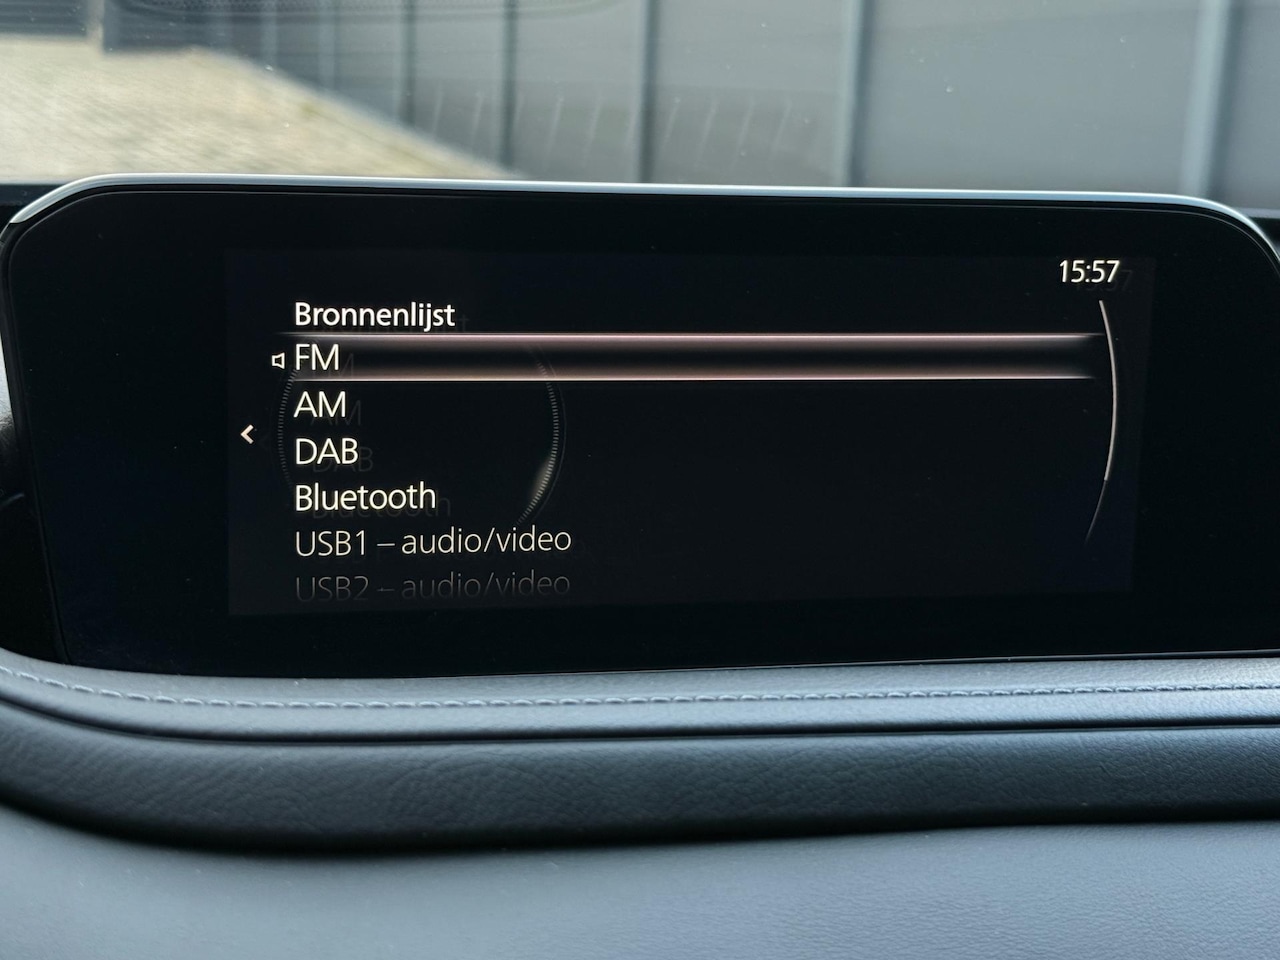 15:57
Bronnenlijst
FM
AM
DAB
Bluetooth
USB1 – audio/video
USB2 – audio/video